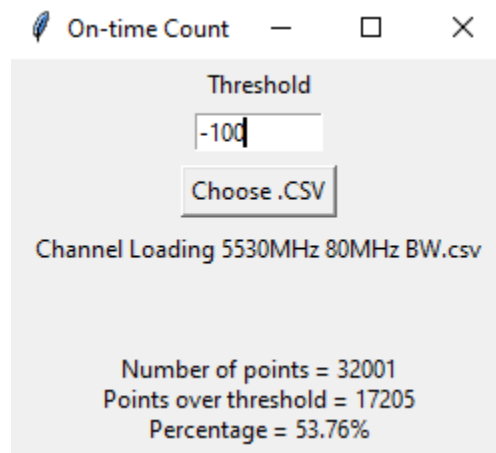 On-time Count
Threshold
-100
Choose .CSV
Channel Loading 5530MHz 80MHz BW.csv
Number of points = 32001
Points over threshold = 17205
Percentage = 53.76%